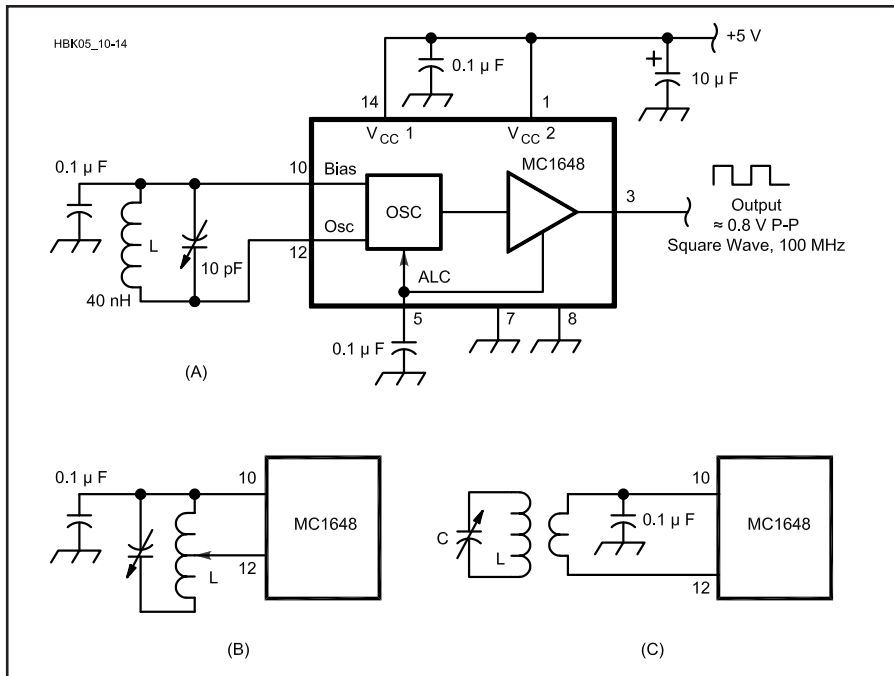 HBK05_10-14
+5 V
0.1 µ F
+
10 µ F
14
1
V CC 1
V CC 2
MC1648
0.1 µ F
10
Bias
3
OSC
Output
≈ 0.8 V P-P
Square Wave, 100 MHz
Osc
12
L
10 pF
ALC
40 nH
5
7
8
0.1 µ F
(A)
0.1 µ F
10
MC1648
12
L
(B)
10
0.1 µ F
MC1648
C
L
12
(C)